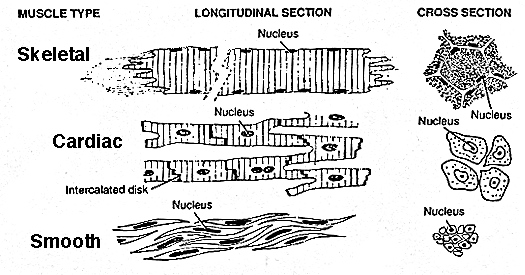 MUSCLE TYPE LONGITUDINAL SECTION CROSS SECTION
Skeletal
Nucleus
Nucleus
Cardiac
Nucleus
Nucleus
Intercalated disk
Smooth
Nucleus
Nucleus